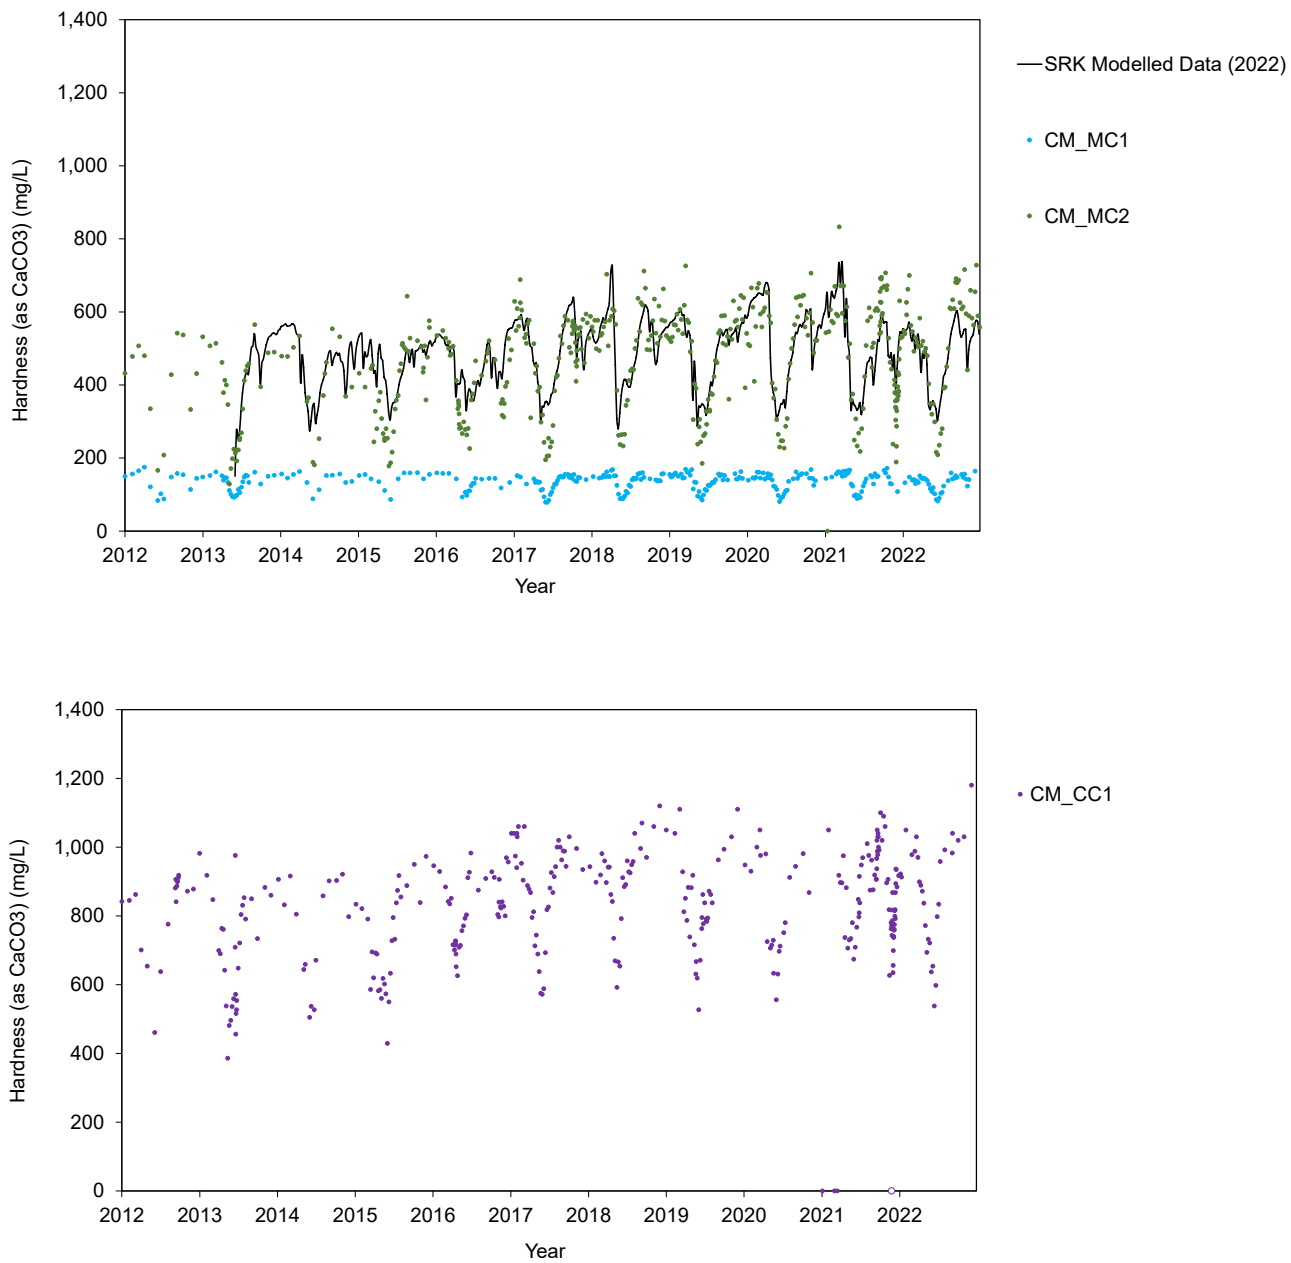 1,400
1,200
1,000
800
600
400
200
0
Hardness (as CaCO3) (mg/L)
2012 2013 2014 2015 2016 2017 2018 2019 2020 2021 2022
Year
SRK Modelled Data (2022)
CM_MC1
CM_MC2
1,400
1,200
1,000
800
600
400
200
0
Hardness (as CaCO3) (mg/L)
2012 2013 2014 2015 2016 2017 2018 2019 2020 2021 2022
Year
CM_CC1